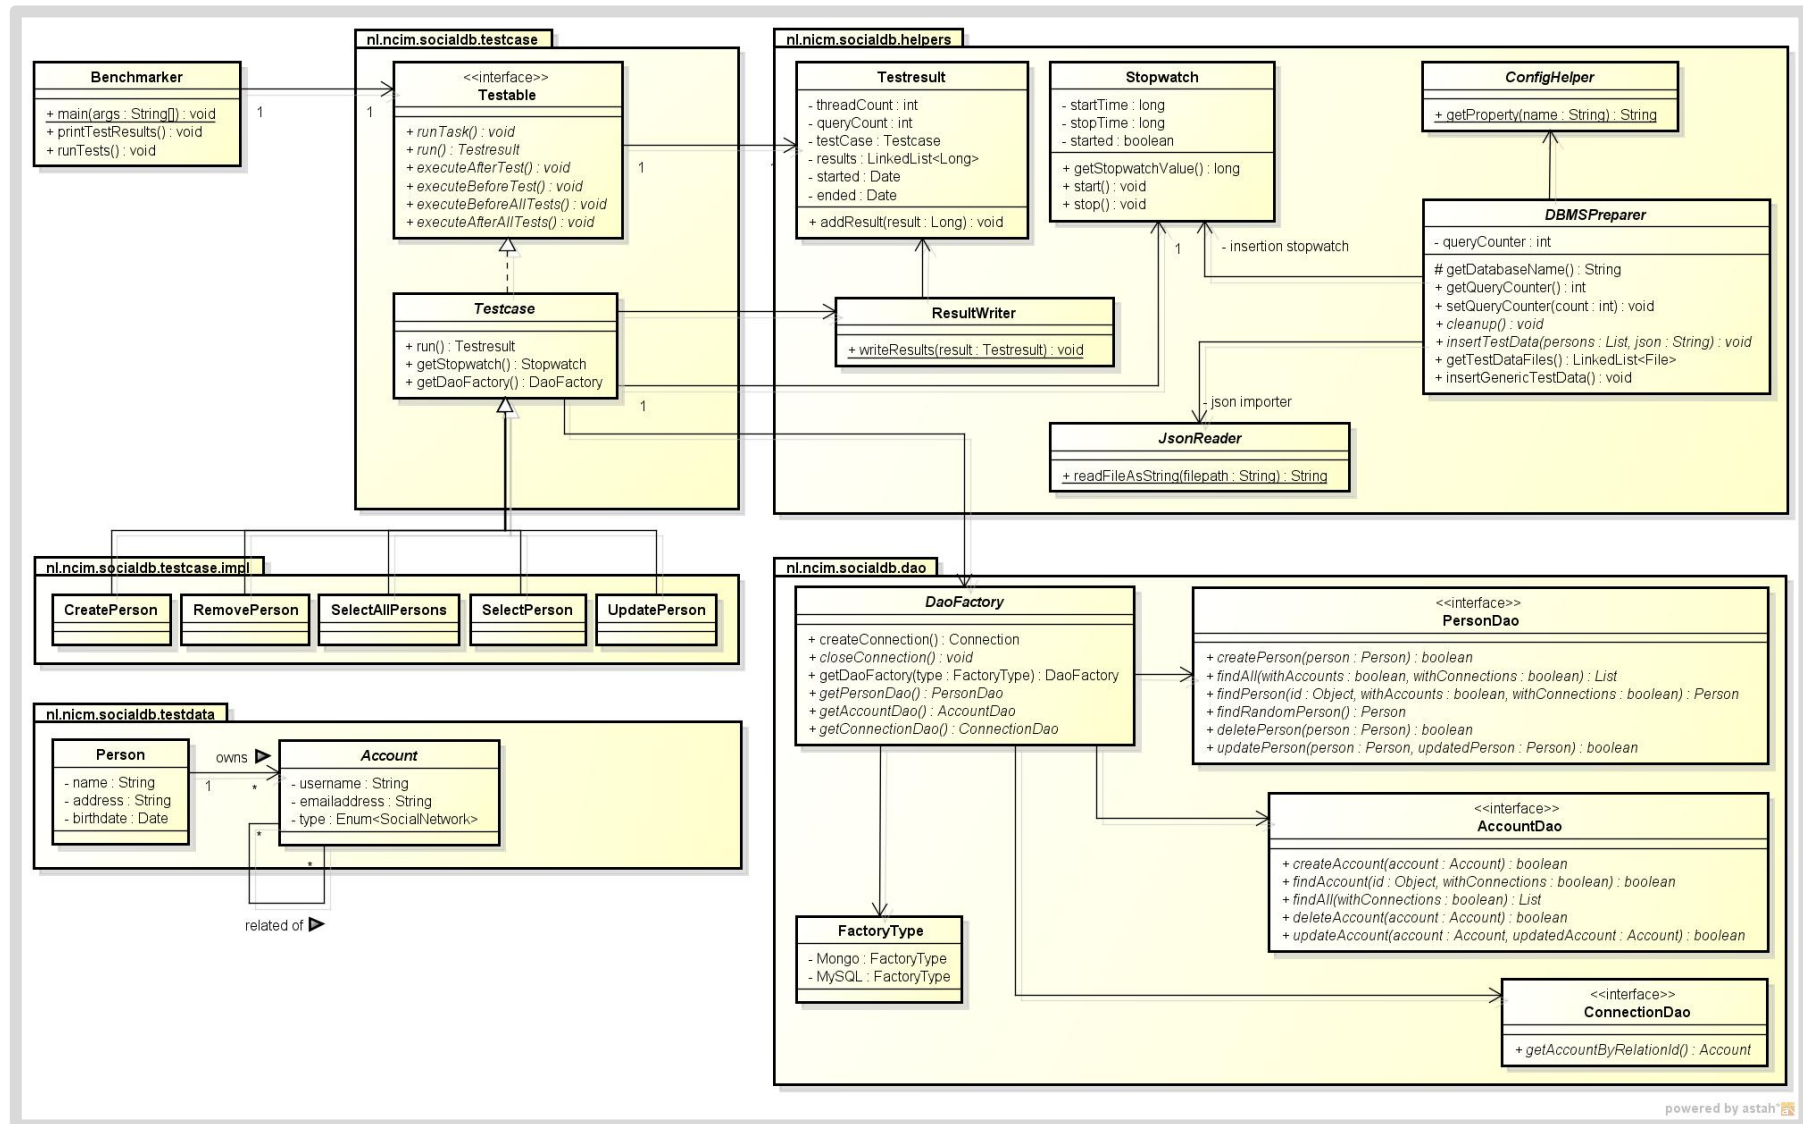 nl.ncim.socialdb.testcase
nl.nicm.socialdb.helpers
Benchmarker
+ main(args : String[]) : void
+ printTestResults() : void
+ runTests() : void
1
1
<<interface>>
Testable
+ runTask() : void
+ run() : Testresult
+ executeAfterTest() : void
+ executeBeforeTest() : void
+ executeBeforeAllTests() : void
+ executeAfterAllTests() : void
1
Testcase
+ run() : Testresult
+ getStopwatch() : Stopwatch
+ getDaoFactory() : DaoFactory
1
Testresult
- threadCount : int
- queryCount : int
- testCase : Testcase
- results : LinkedList<Long>
- started : Date
- ended : Date
+ addResult(result : Long) : void
Stopwatch
- startTime : long
- stopTime : long
- started : boolean
+ getStopwatchValue() : long
+ start() : void
+ stop() : void
1
- insertion stopwatch
ConfigHelper
+ getProperty(name : String) : String
DBMSPreparer
- queryCounter : int
# getDatabaseName() : String
+ getQueryCounter() : int
+ setQueryCounter(count : int) : void
+ cleanup() : void
+ insertTestData(persons : List, json : String) : void
+ getTestDataFiles() : LinkedList<File>
+ insertGenericTestData() : void
ResultWriter
+ writeResults(result : Testresult) : void
- json importer
JsonReader
+ readFileAsString(filepath : String) : String
nl.ncim.socialdb.testcase.impl
CreatePerson
RemovePerson
SelectAllPersons
SelectPerson
UpdatePerson
nl.nicm.socialdb.testdata
Person
- name : String
- address : String
- birthdate : Date
owns
1
*
Account
- username : String
- emailaddress : String
- type : Enum<SocialNetwork>
*
*
related of
nl.ncim.socialdb.dao
DaoFactory
+ createConnection() : Connection
+ closeConnection() : void
+ getDaoFactory(type : FactoryType) : DaoFactory
+ getPersonDao() : PersonDao
+ getAccountDao() : AccountDao
+ getConnectionDao() : ConnectionDao
<<interface>>
PersonDao
+ createPerson(person : Person) : boolean
+ findAll(withAccounts : boolean, withConnections : boolean) : List
+ findPerson(id : Object, withAccounts : boolean, withConnections : boolean) : Person
+ findRandomPerson() : Person
+ deletePerson(person : Person) : boolean
+ updatePerson(person : Person, updatedPerson : Person) : boolean
<<interface>>
AccountDao
+ createAccount(account : Account) : boolean
+ findAccount(id : Object, withConnections : boolean) : boolean
+ findAll(withConnections : boolean) : List
+ deleteAccount(account : Account) : boolean
+ updateAccount(account : Account, updatedAccount : Account) : boolean
FactoryType
- Mongo : FactoryType
- MySQL : FactoryType
<<interface>>
ConnectionDao
+ getAccountByRelationId() : Account
powered by astah*